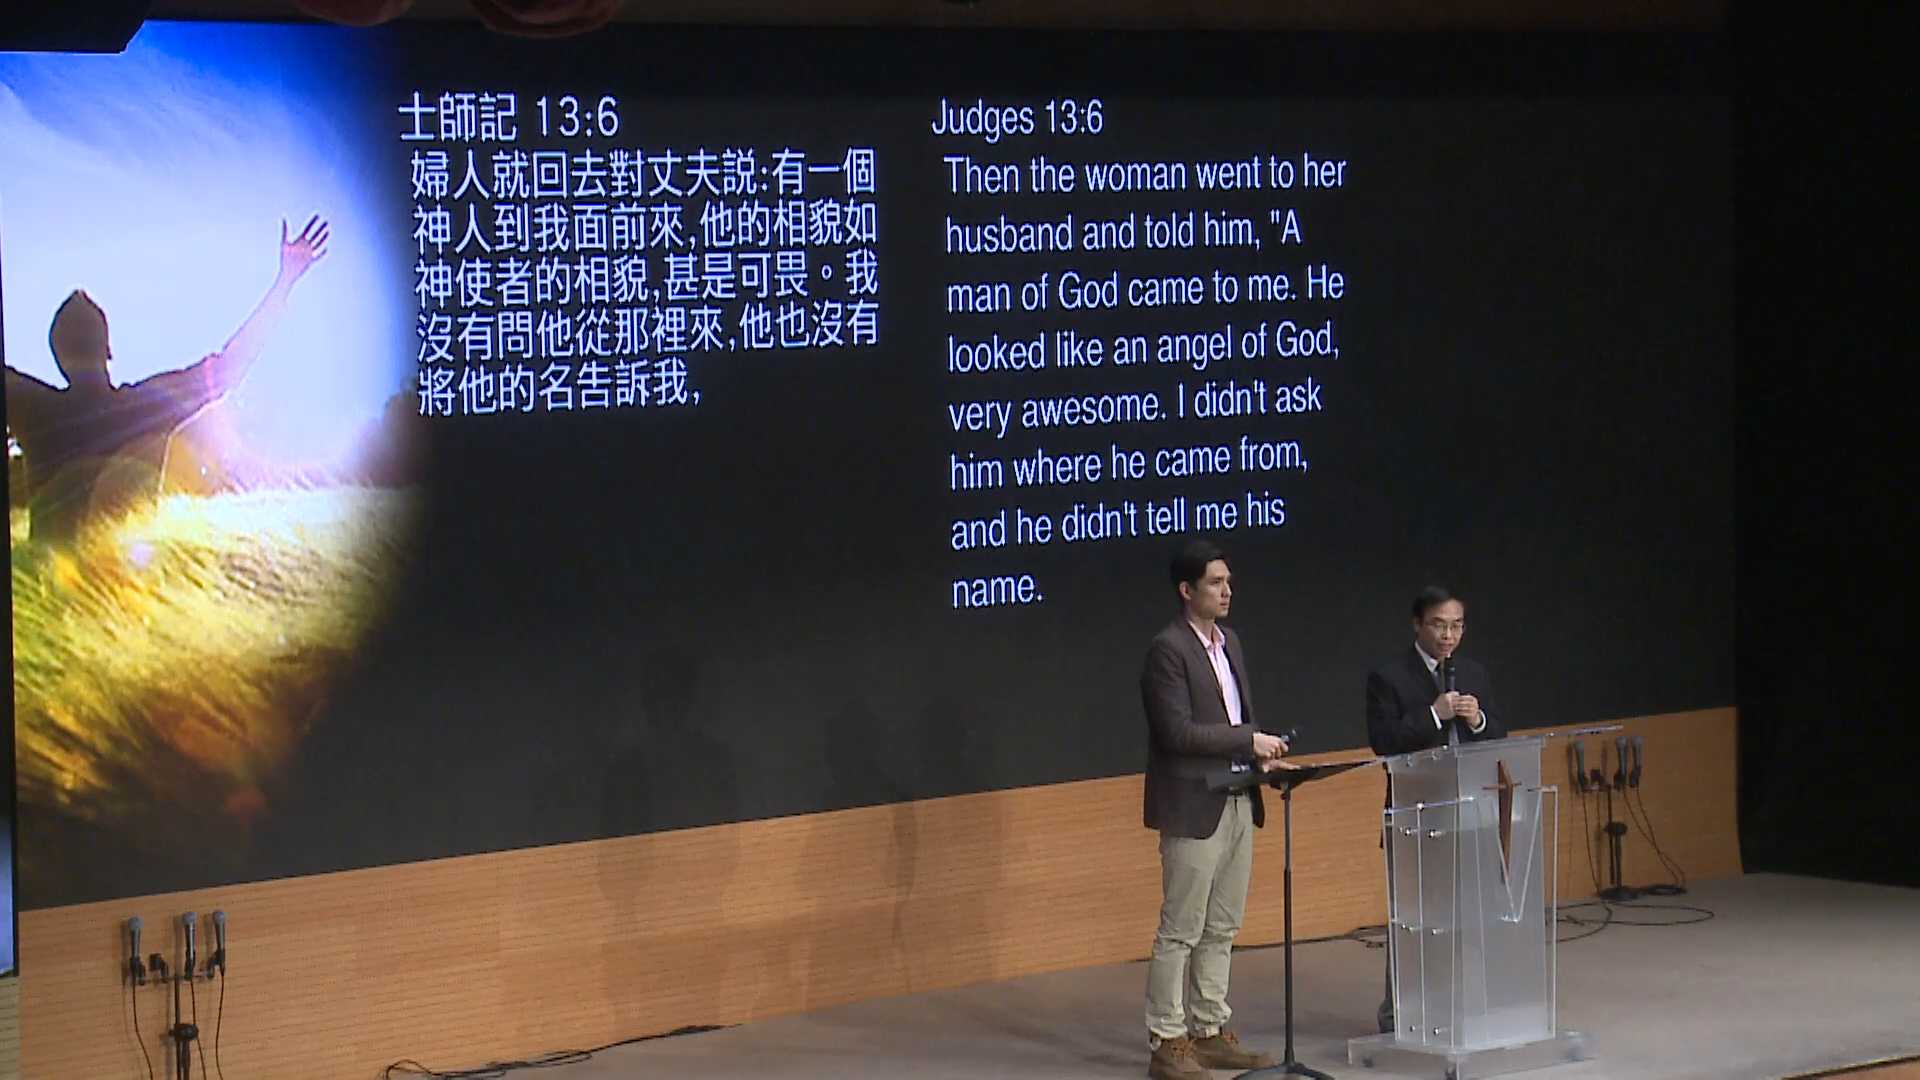 士師記 13:6
婦人就回去對丈夫説:有一個
神人到我面前來,他的相貌如
神使者的相貌,甚是可畏。我
沒有問他從那裡來,他也沒有
將他的名告訴我,
Judges 13:6
Then the woman went to her
husband and told him, "A
man of God came to me. He
looked like an angel of God,
very awesome. I didn't ask
him where he came from,
and he didn't tell me his
name.